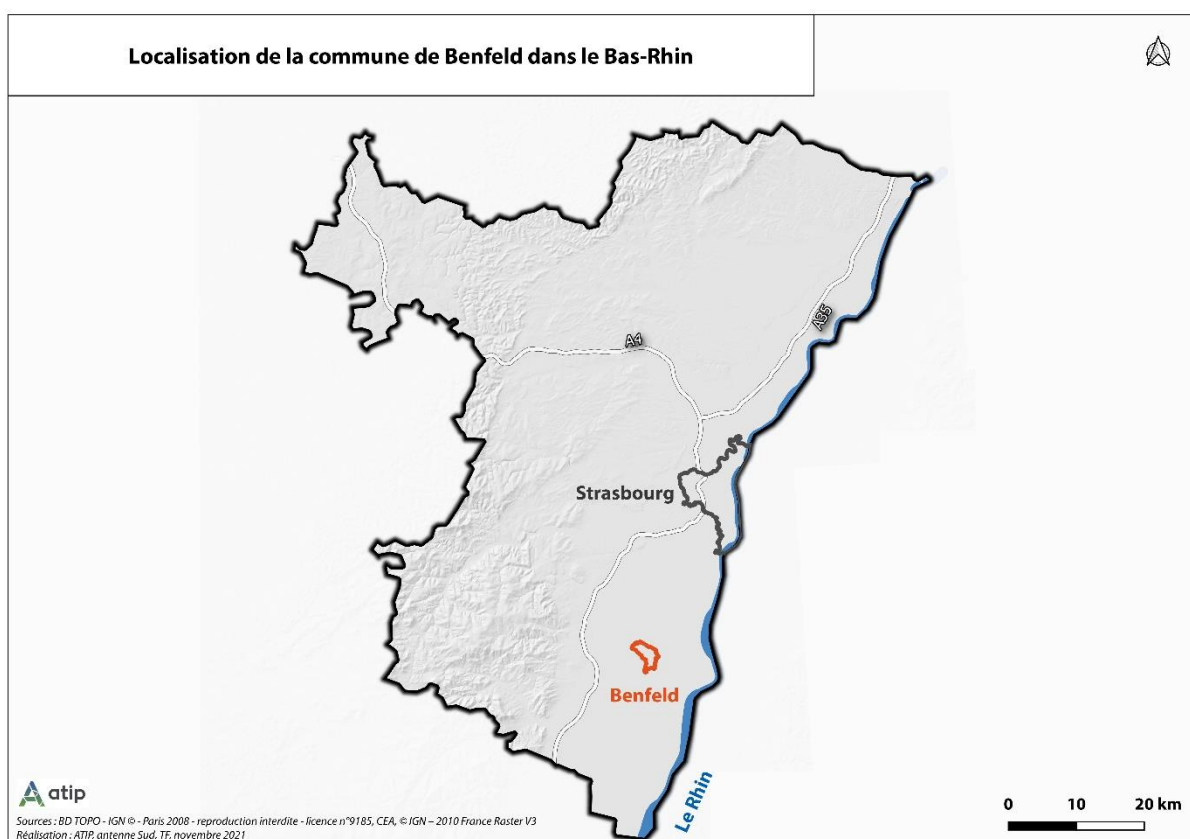 Localisation de la commune de Benfeld dans le Bas-Rhin
A4
A35
Strasbourg
Benfeld
Le Rhin
atip
0 10 20 km
Sources : BD TOPO - IGN © - Paris 2008 - reproduction interdite - licence n°9185, CEA, © IGN – 2010 France Raster V3
Réalisation : ATIP, antenne Sud, TF, novembre 2021